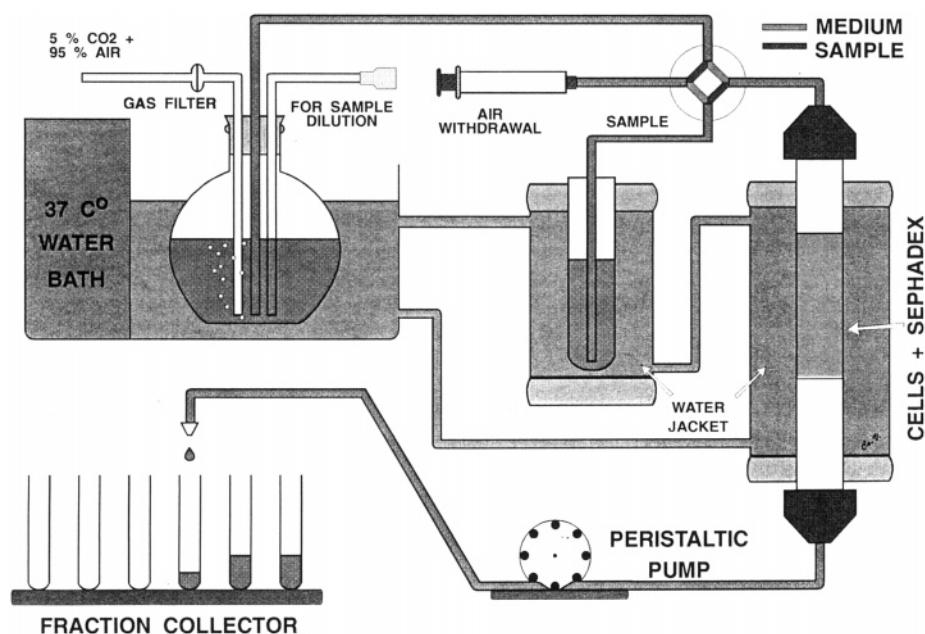 5 % CO2 +
95 % AIR
GAS FILTER
FOR SAMPLE
DILUTION
AIR
WITHDRAWAL
SAMPLE
MEDIUM
SAMPLE
37 C°
WATER
BATH
WATER
JACKET
CELLS + SEPHADEX
PERISTALTIC
PUMP
FRACTION COLLECTOR